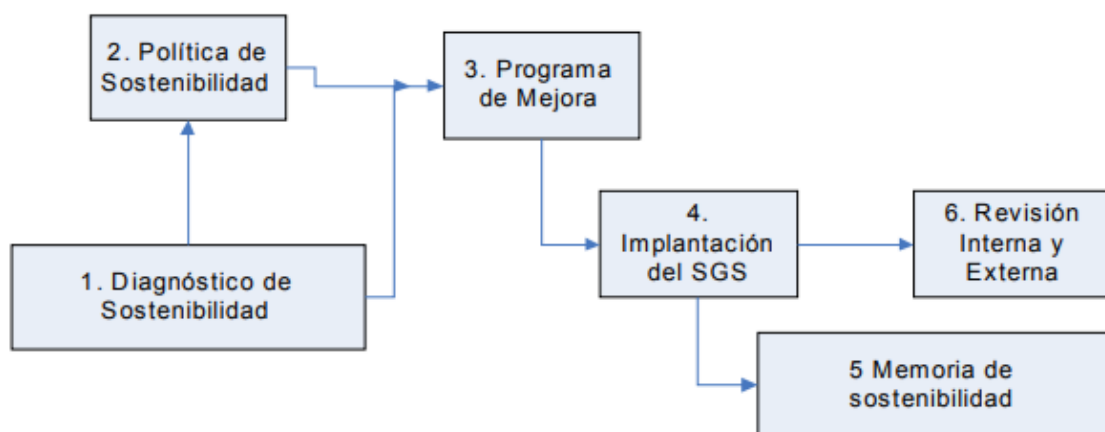 2. Política de
Sostenibilidad
3. Programa
de Mejora
1. Diagnóstico de
Sostenibilidad
4.
Implantación
del SGS
6. Revisión
Interna y
Externa
5 Memoria de
sostenibilidad